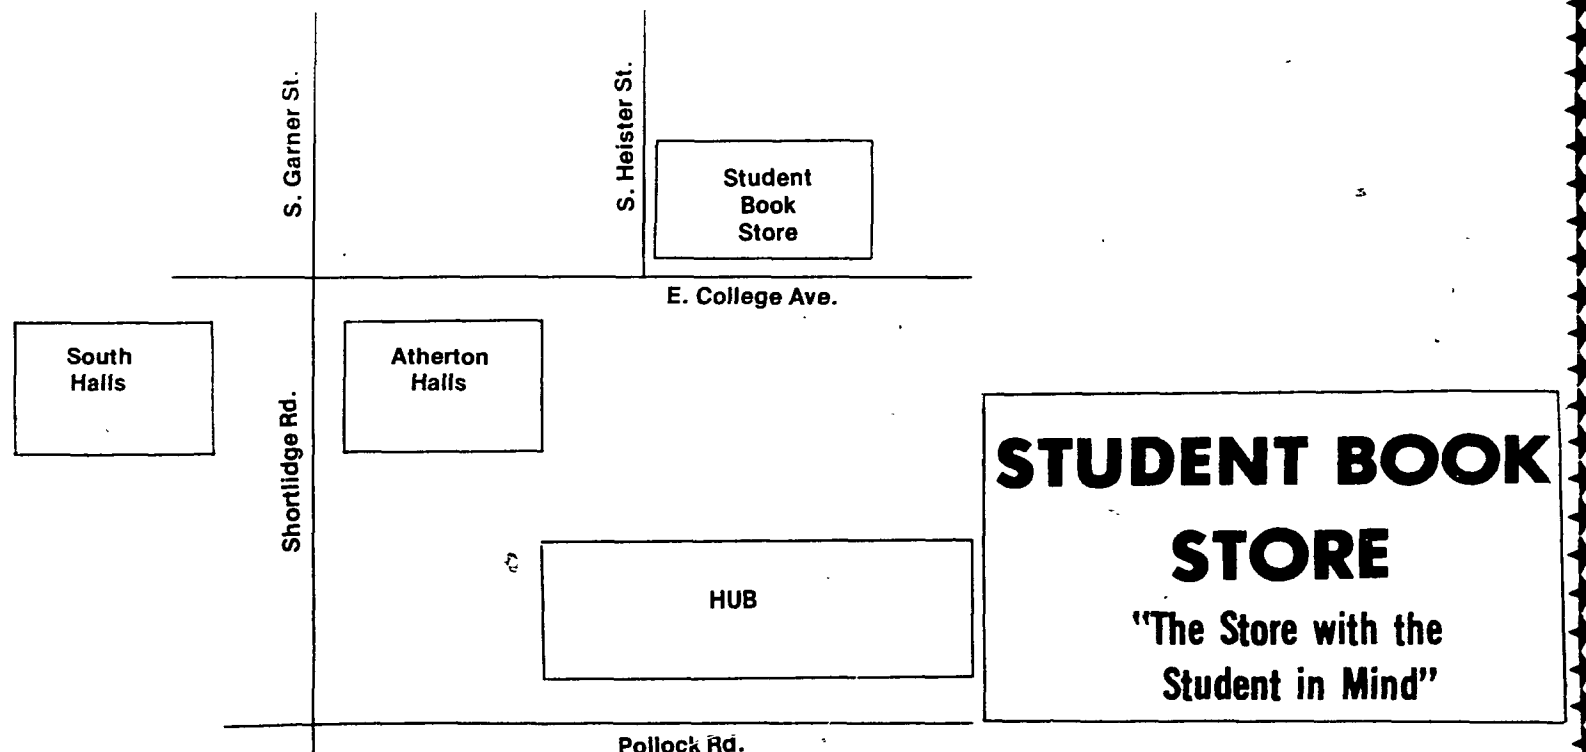 S. Garner St.
S. Heister St.
Student
Book
Store
E. College Ave.
South
Halls
Atherton
Halls
Shortlidge Rd.
HUB
Pollock Rd.
STUDENT BOOK
STORE
"The Store with the
Student in Mind"